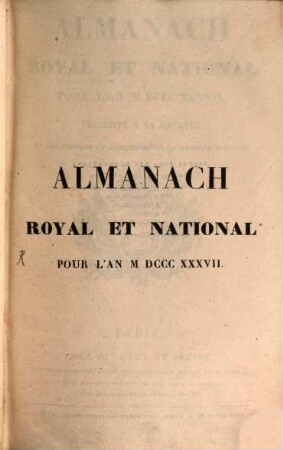 ALMANACH
ROYAL ET NATIONAL
POUR L'AN M DCCC XXXVII.